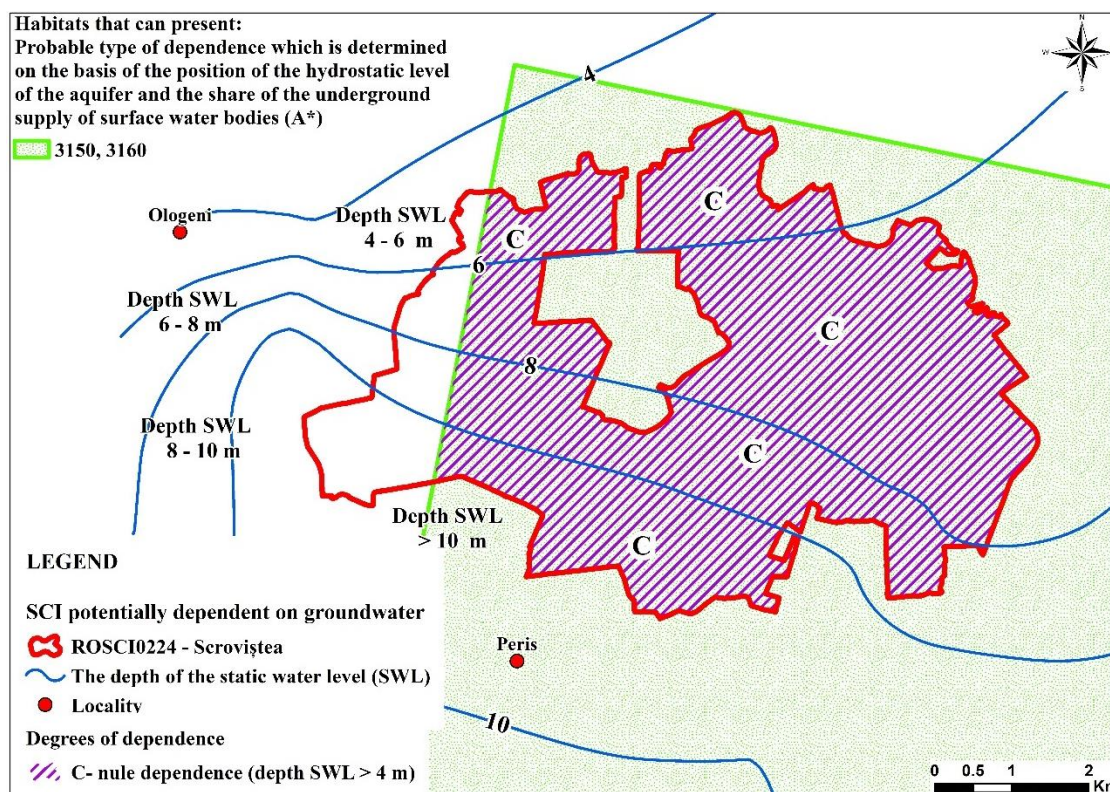 Habitats that can present:
Probable type of dependence which is determined
on the basis of the position of the hydrostatic level
of the aquifer and the share of the underground
supply of surface water bodies (A*)
3150, 3160
N
W
E
S
4
Ologeni
Depth SWL
4 - 6 m
C
C
6
Depth SWL
6 - 8 m
C
8
Depth SWL
8 - 10 m
C
Depth SWL
> 10 m
C
LEGEND
SCI potentially dependent on groundwater
ROSCI0224 - Scroviștea
The depth of the static water level (SWL)
Locality
Degrees of dependence
C- nule dependence (depth SWL > 4 m)
Peris
10
0 0.5 1 2
Km